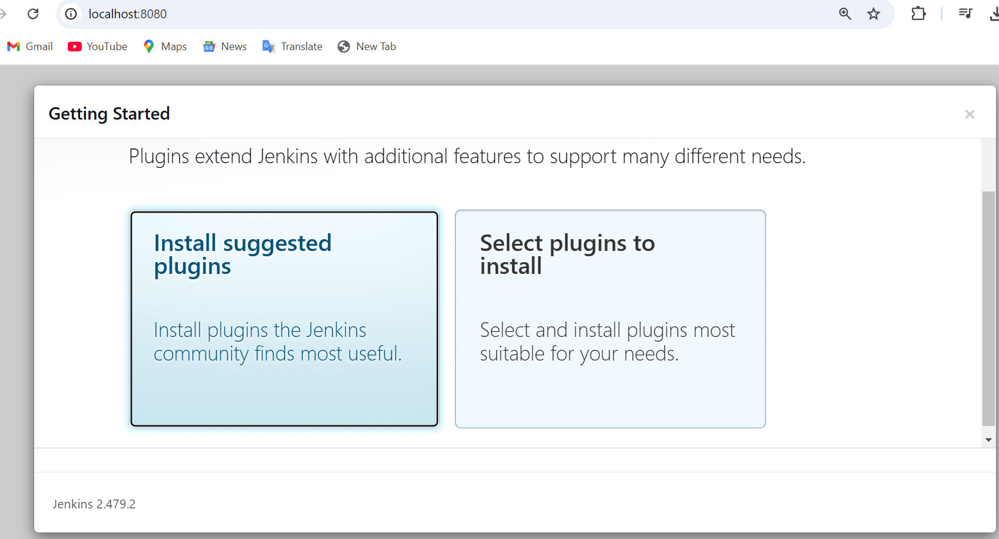 localhost:8080
Gmail YouTube Maps News Translate New Tab
Getting Started
Plugins extend Jenkins with additional features to support many different needs.
Install suggested
plugins
Install plugins the Jenkins
community finds most useful.
Select plugins to
install
Select and install plugins most
suitable for your needs.
Jenkins 2.479.2